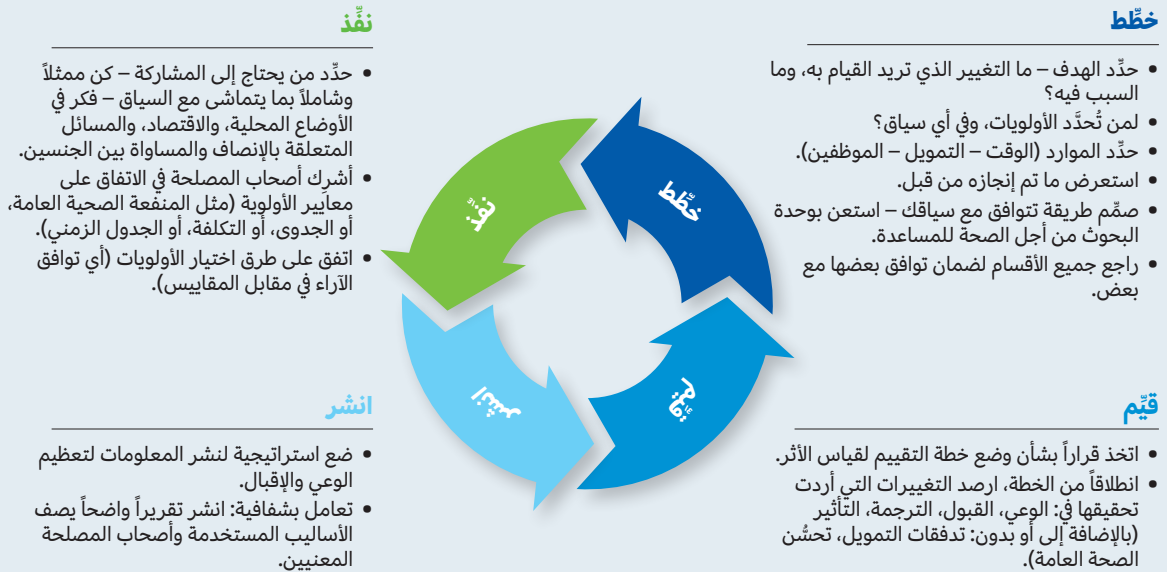 خطِّط
• حدِّد الهدف – ما التغيير الذي تريد القيام به، وما
السبب فيه؟
• لمن تُحدَّد الأولويات، وفي أي سياق؟
• حدِّد الموارد (الوقت – التمويل – الموظفين).
• استعرض ما تم إنجازه من قبل.
• صمِّم طريقة تتوافق مع سياقك – استعن بوحدة
البحوث من أجل الصحة للمساعدة.
• راجع جميع الأقسام لضمان توافق بعضها مع
بعض.
نفِّذ
• حدِّد من يحتاج إلى المشاركة – كن ممثلاً
وشاملاً بما يتماشى مع السياق – فكر في
الأوضاع المحلية، والاقتصاد، والمسائل
المتعلقة بالإنصاف والمساواة بين الجنسين.
• أشرِك أصحاب المصلحة في الاتفاق على
معايير الأولوية (مثل المنفعة الصحية العامة،
أو الجدوى، أو التكلفة، أو الجدول الزمني).
• اتفق على طرق اختيار الأولويات (أي توافق
الآراء في مقابل المقاييس).
خطِّط
نفِّذ
انشر
قيِّم
قيِّم
• اتخذ قراراً بشأن وضع خطة التقييم لقياس الأثر.
• انطلاقاً من الخطة، ارصد التغييرات التي أردت
تحقيقها في: الوعي، القبول، الترجمة، التأثير
(بالإضافة إلى أو بدون: تدفقات التمويل، تحسُّن
الصحة العامة).
انشر
• ضع استراتيجية لنشر المعلومات لتعظيم
الوعي والإقبال.
• تعامل بشفافية: انشر تقريراً واضحاً يصف
الأساليب المستخدمة وأصحاب المصلحة
المعنيين.